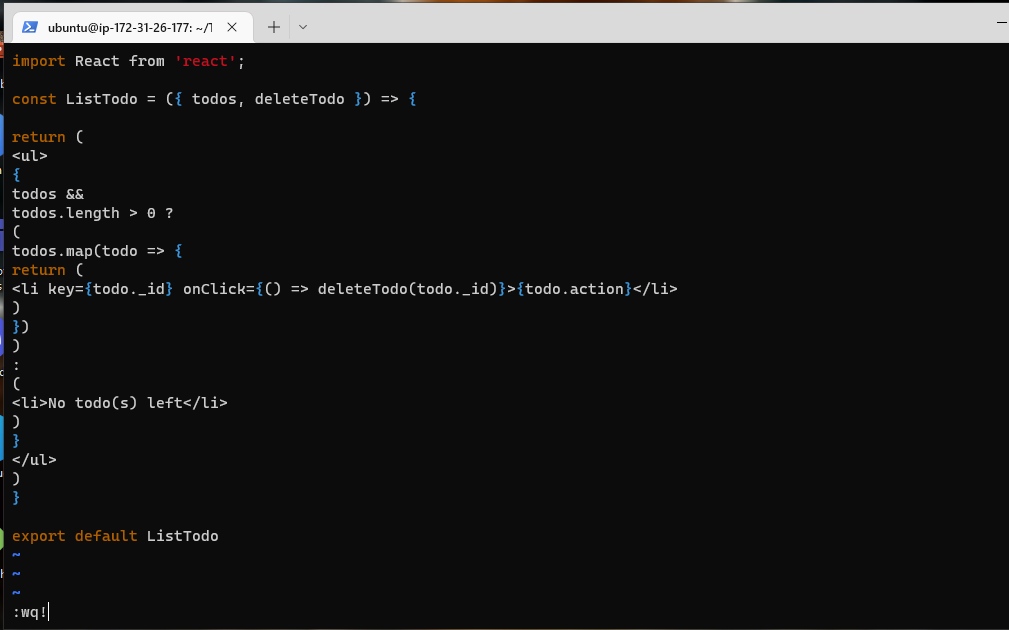 ubuntu@ip-172-31-26-177: ~/T
import React from 'react';
const ListTodo = ({ todos, deleteTodo }) => {
return (
<ul>
{
todos &&
todos.length > 0 ?
(
todos.map(todo => {
return (
<li key={todo._id} onClick={() => deleteTodo(todo._id)}>{todo.action}</li>
)
})
)
:
(
<li>No todo(s) left</li>
)
}
</ul>
)
}
export default ListTodo
~
~
~
:wq!